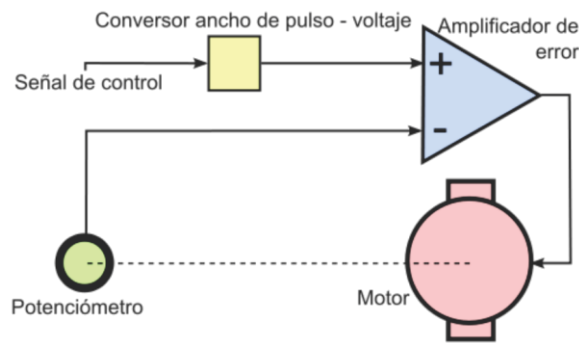 Conversor ancho de pulso - voltaje
Amplificador de
error
Señal de control
+
-
Motor
Potenciómetro